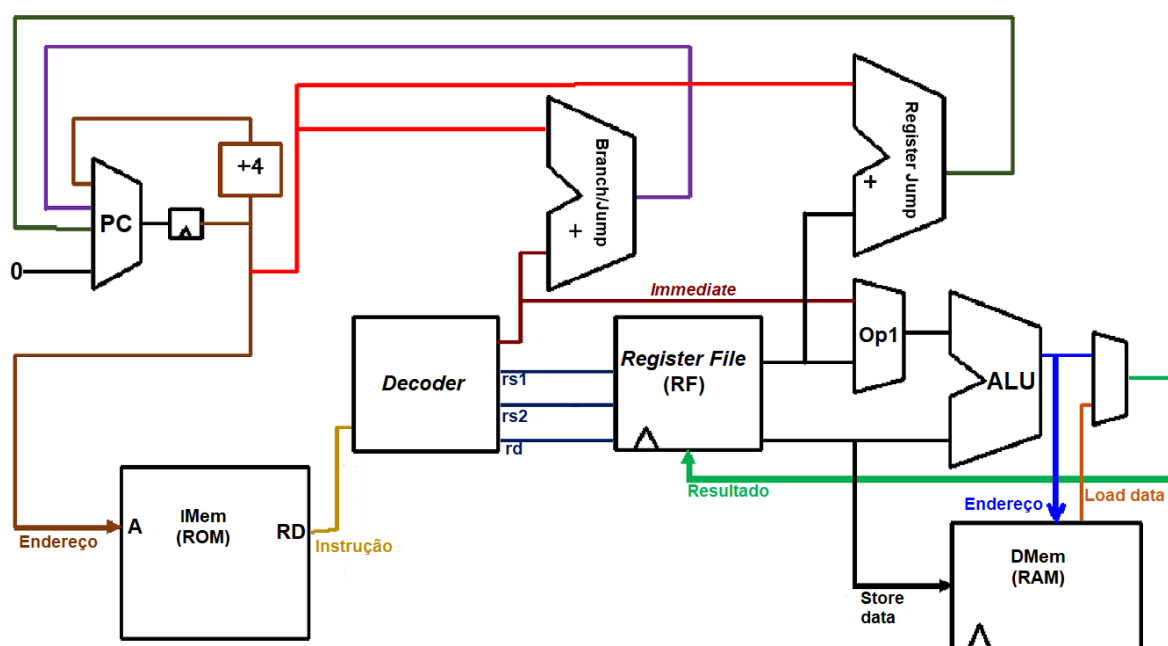 +4
PC
0
Branch/Jump
+
Register Jump
+
Immediate
Decoder
rs1
rs2
rd
Register File
(RF)
Op1
ALU
Resultado
Endereço
Load data
Endereço
A
IMem
(ROM)
RD
Instrução
Store
data
DMem
(RAM)